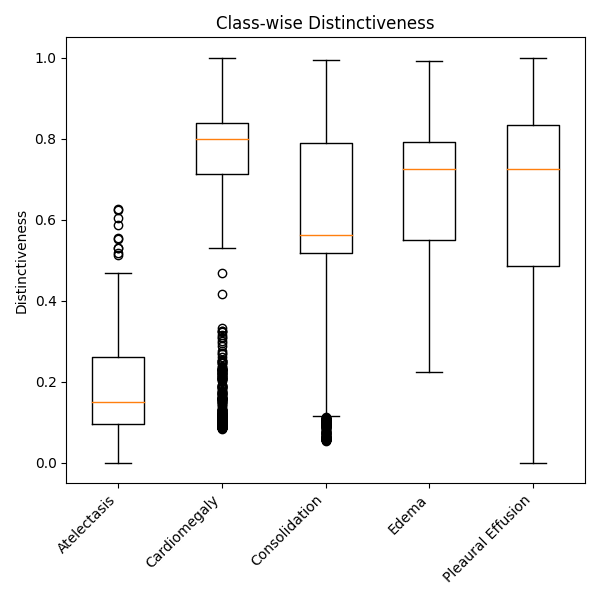 Class-wise Distinctiveness
Distinctiveness
1.0
0.8
0.6
0.4
0.2
0.0
Atelectasis
Cardiomegaly
Consolidation
Edema
Pleaural Effusion